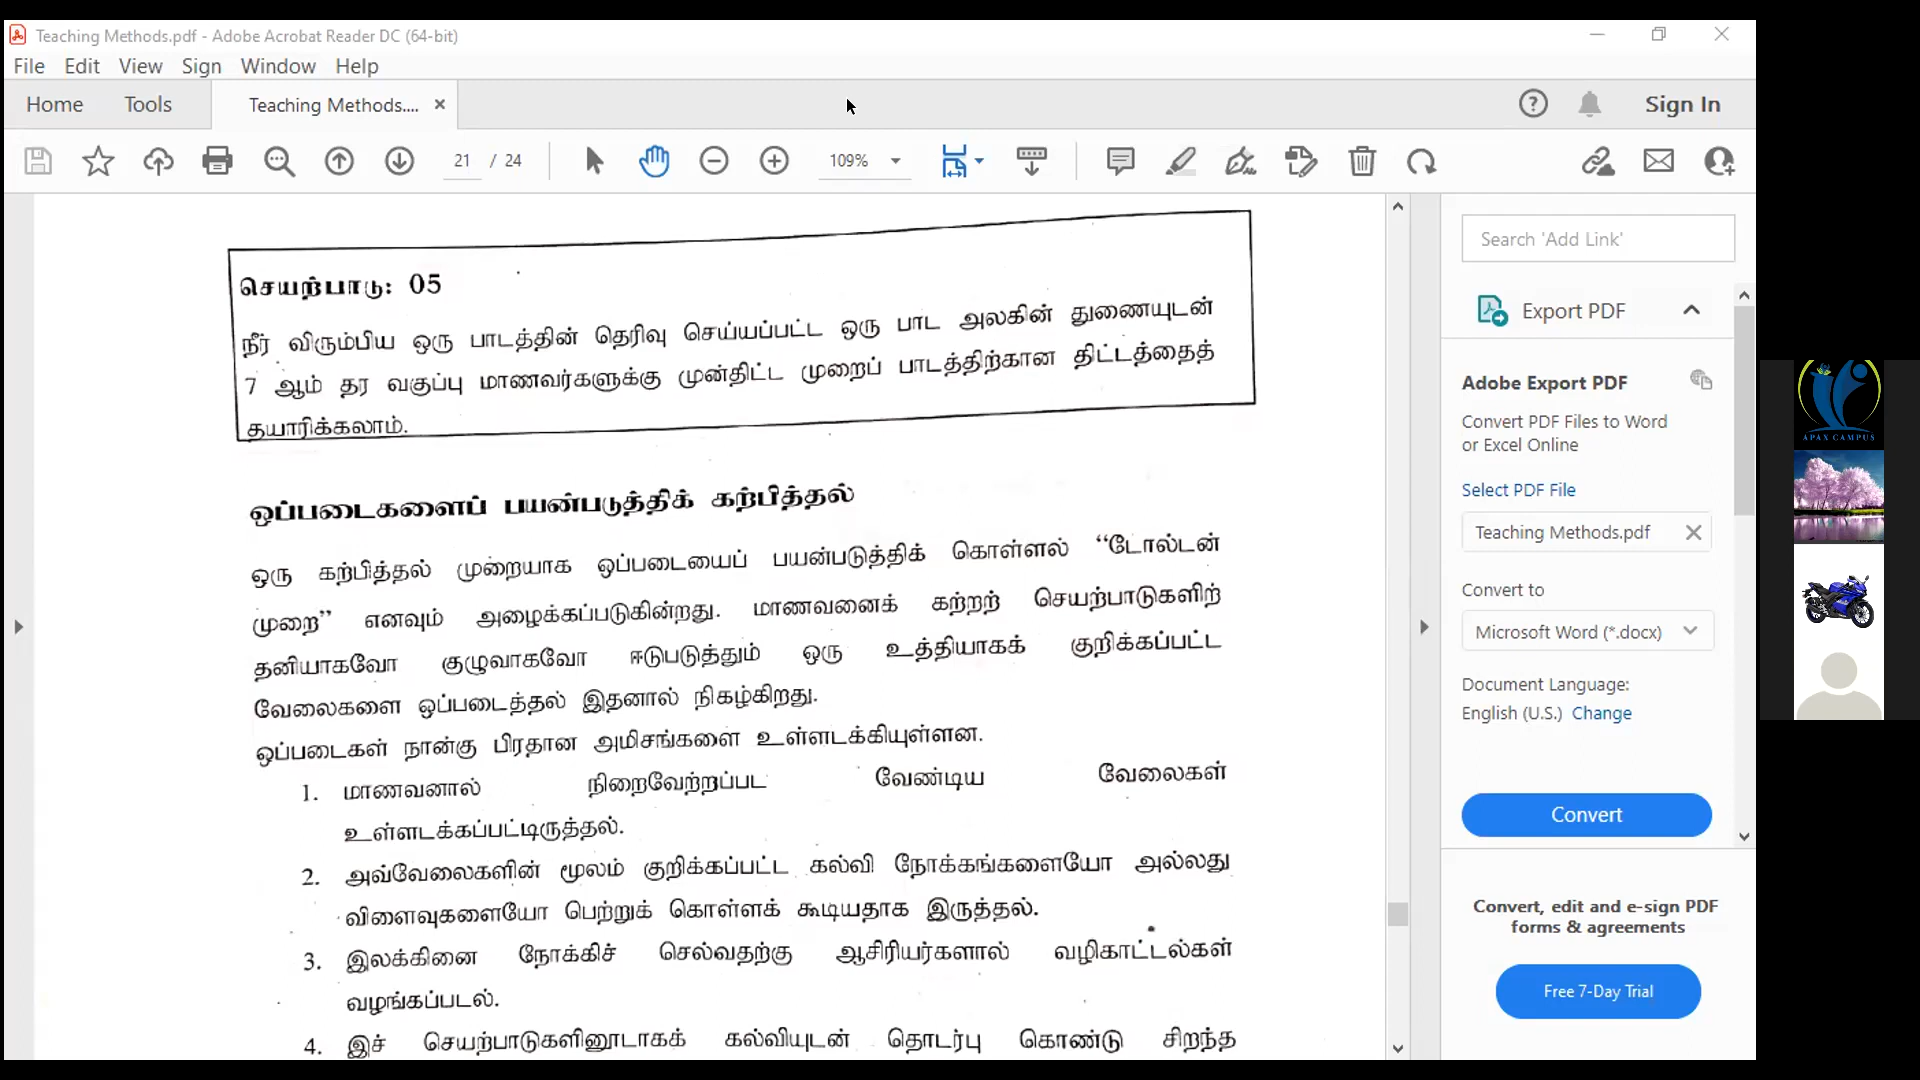 Teaching Methods.pdf - Adobe Acrobat Reader DC (64-bit)
File Edit View Sign Window Help
Home Tools Teaching Methods.... × Sign In
21 / 24 109%
செயற்பாடு: 05
நீர் விரும்பிய ஒரு பாடத்தின் தெரிவு செய்யப்பட்ட ஒரு பாட அலகின் துணையுடன்
7 ஆம் தர வகுப்பு மாணவர்களுக்கு முன்திட்ட முறைப் பாடத்திற்கான திட்டத்தைத்
தயாரிக்கலாம்.
ஒப்படைகளைப் பயன்படுத்திக் கற்பித்தல்
ஒரு கற்பித்தல் முறையாக ஒப்படையைப் பயன்படுத்திக் கொள்ளல் “டோல்டன்
முறை” எனவும் அழைக்கப்படுகின்றது. மாணவனைக் கற்றற் செயற்பாடுகளிற்
தனியாகவோ குழுவாகவோ ஈடுபடுத்தும் ஒரு உத்தியாகக் குறிக்கப்பட்ட
வேலைகளை ஒப்படைத்தல் இதனால் நிகழ்கிறது.
ஒப்படைகள் நான்கு பிரதான அமிசங்களை உள்ளடக்கியுள்ளன.
1. மாணவனால் நிறைவேற்றப்பட வேண்டிய வேலைகள்
உள்ளடக்கப்பட்டிருத்தல்.
2. அவ்வேலைகளின் மூலம் குறிக்கப்பட்ட கல்வி நோக்கங்களையோ அல்லது
விளைவுகளையோ பெற்றுக் கொள்ளக் கூடியதாக இருத்தல்.
3. இலக்கினை நோக்கிச் செல்வதற்கு ஆசிரியர்களால் வழிகாட்டல்கள்
வழங்கப்படல்.
4. இச் செயற்பாடுகளினூடாகக் கல்வியுடன் தொடர்பு கொண்டு சிறந்த
Search 'Add Link'
Export PDF
Adobe Export PDF
Convert PDF Files to Word
or Excel Online
Select PDF File
Teaching Methods.pdf
Convert to
Microsoft Word (*.docx)
Document Language:
English (U.S.) Change
Convert
Convert, edit and e-sign PDF
forms & agreements
Free 7-Day Trial
APAX CAMPUS